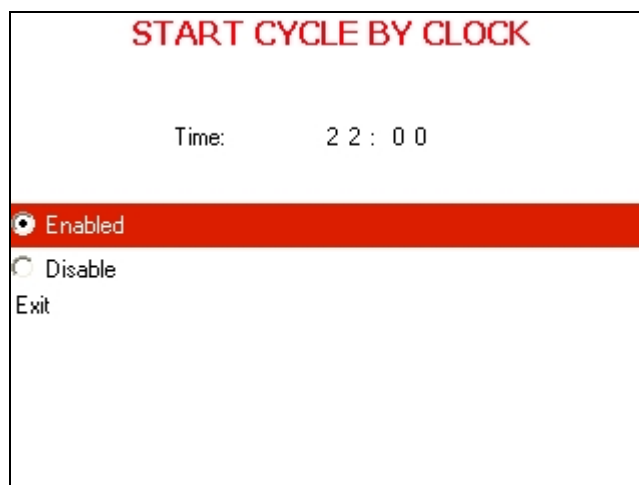 START CYCLE BY CLOCK
Time: 22:00
Enabled
Disable
Exit